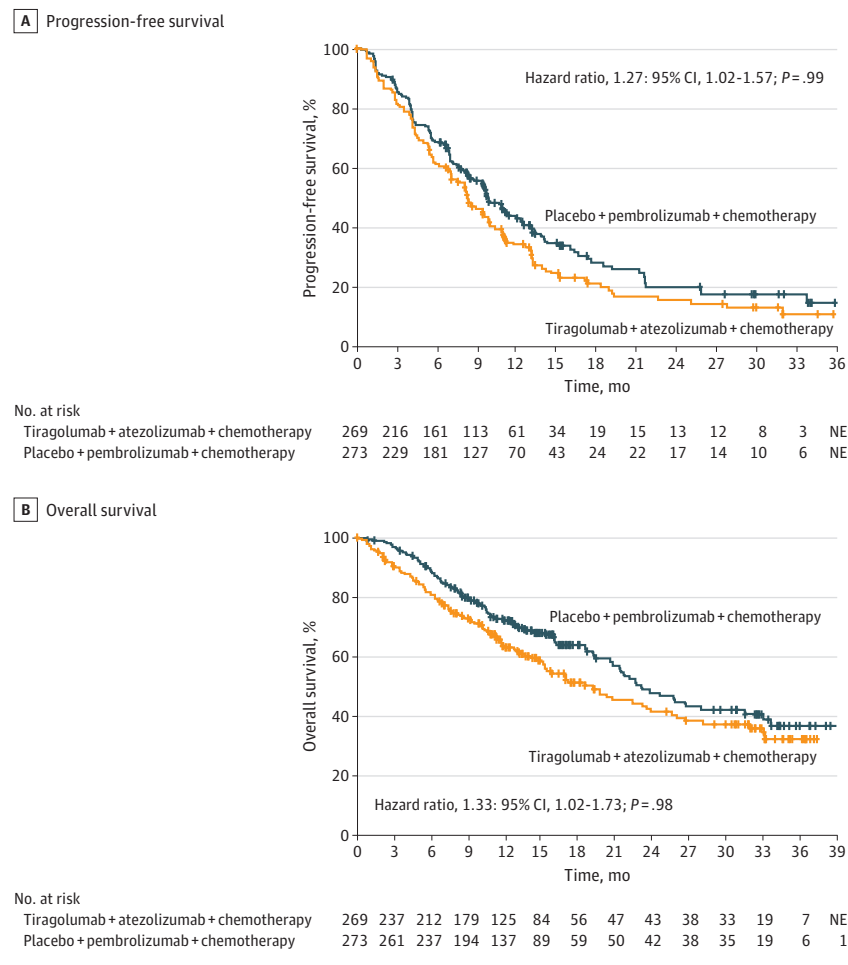 A Progression-free survival
100
80
60
40
20
0
Progression-free survival, %
Hazard ratio, 1.27: 95% CI, 1.02-1.57; P = .99
Placebo + pembrolizumab + chemotherapy
Tiragolumab + atezolizumab + chemotherapy
0 3 6 9 12 15 18 21 24 27 30 33 36
Time, mo
No. at risk
Tiragolumab + atezolizumab + chemotherapy 269 216 161 113 61 34 19 15 13 12 8 3 NE
Placebo + pembrolizumab + chemotherapy 273 229 181 127 70 43 24 22 17 14 10 6 NE
B Overall survival
100
80
60
40
20
0
Overall survival, %
Placebo + pembrolizumab + chemotherapy
Tiragolumab + atezolizumab + chemotherapy
Hazard ratio, 1.33: 95% CI, 1.02-1.73; P = .98
0 3 6 9 12 15 18 21 24 27 30 33 36 39
Time, mo
No. at risk
Tiragolumab + atezolizumab + chemotherapy 269 237 212 179 125 84 56 47 43 38 33 19 7 NE
Placebo + pembrolizumab + chemotherapy 273 261 237 194 137 89 59 50 42 38 35 19 6 1